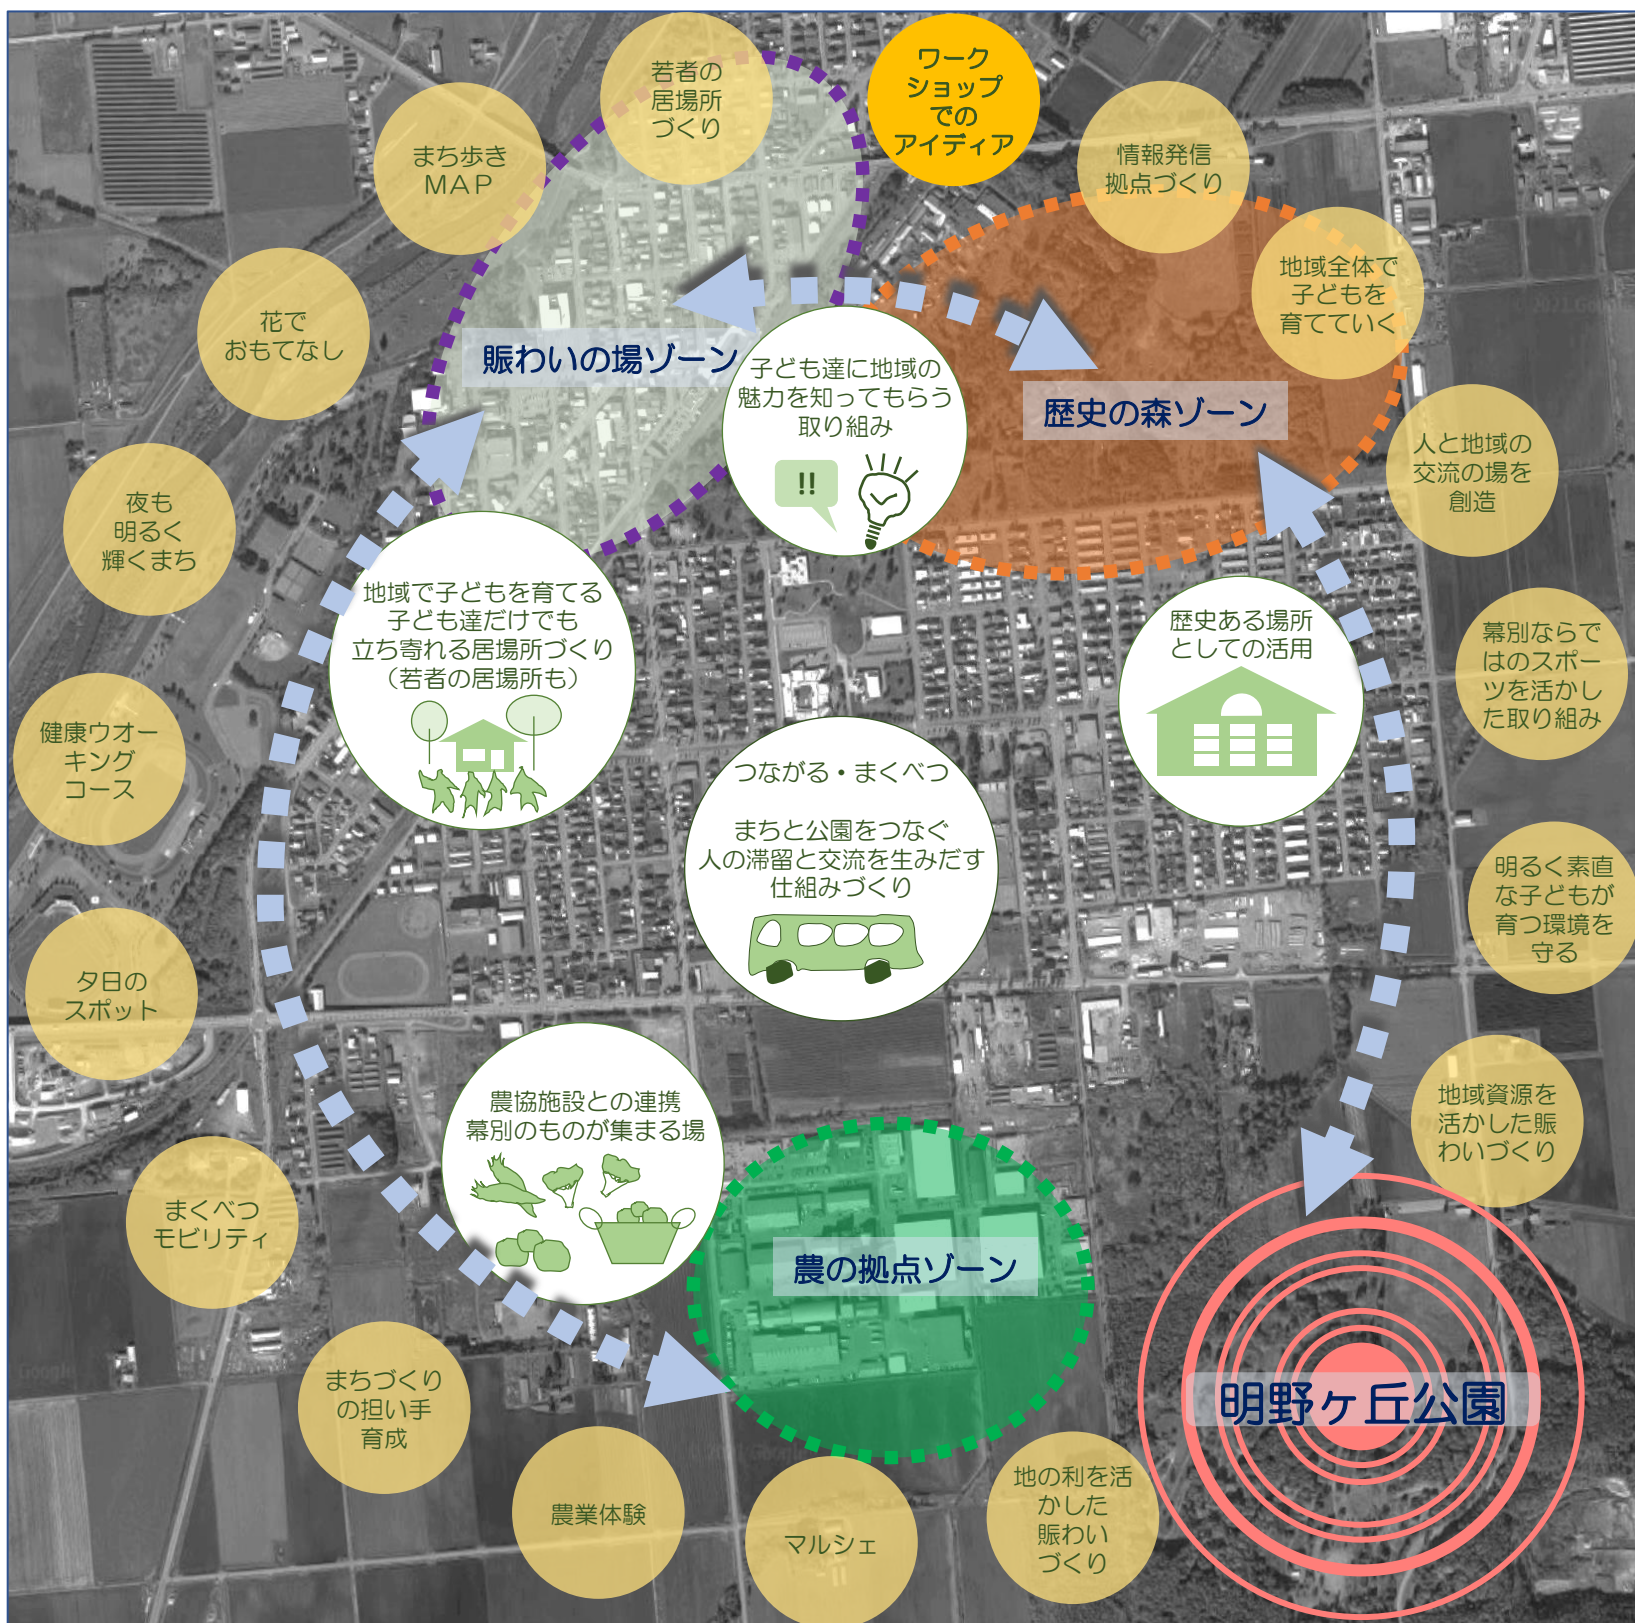 ワーク
ショップ
での
アイディア
若者の
居場所
づくり
まち歩き
ＭＡＰ
情報発信
拠点づくり
地域全体で
子どもを
育てていく
花で
おもてなし
賑わいの場ゾーン
子ども達に地域の
魅力を知ってもらう
取り組み
!!
歴史の森ゾーン
人と地域の
交流の場を
創造
夜も
明るく
輝くまち
地域で子どもを育てる
子ども達だけでも
立ち寄れる居場所づくり
（若者の居場所も）
歴史ある場所
としての活用
幕別ならで
はのスポー
ツを活かし
た取り組み
健康ウオー
キング
コース
つながる・まくべつ
まちと公園をつなぐ
人の滞留と交流を生みだす
仕組みづくり
明るく素直
な子どもが
育つ環境を
守る
夕日の
スポット
農協施設との連携
幕別のものが集まる場
地域資源を
活かした賑
わいづくり
まくべつ
モビリティ
農の拠点ゾーン
明野ヶ丘公園
まちづくり
の担い手
育成
農業体験
マルシェ
地の利を活
かした
賑わい
づくり